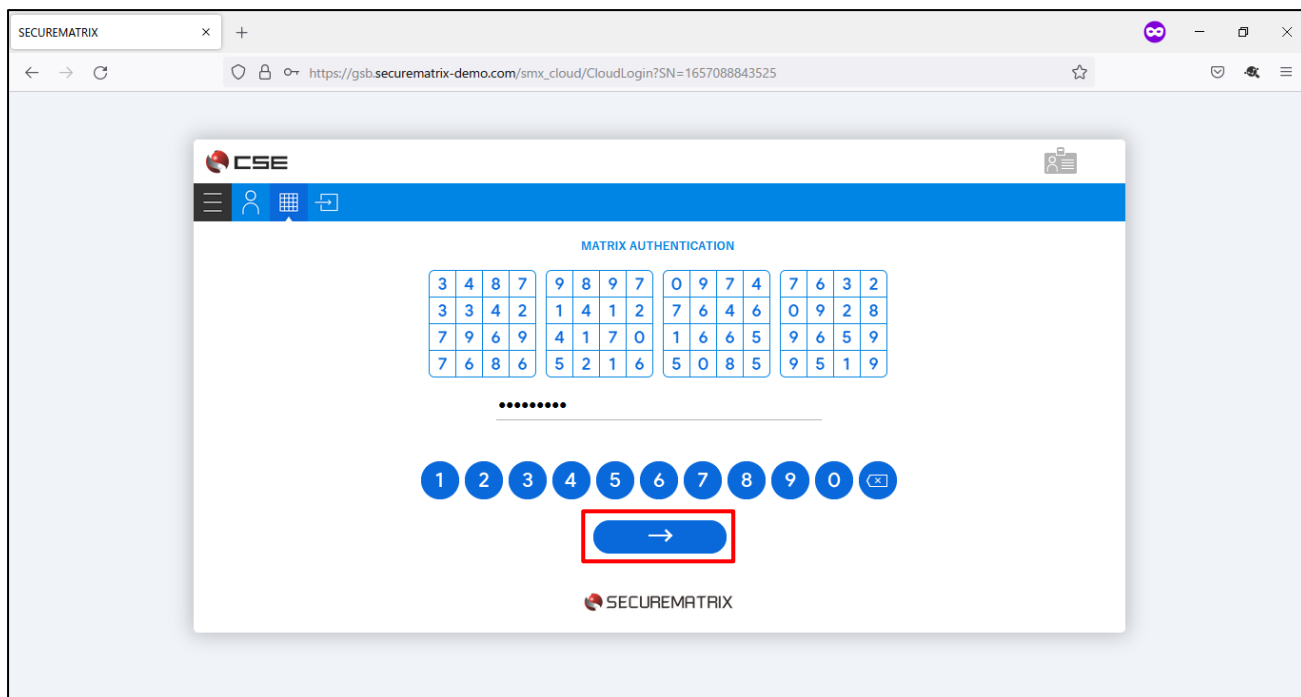 SECUREMATRIX
https://gsb.securematrix-demo.com/smx_cloud/CloudLogin?SN=1657088843525
CSE
MATRIX AUTHENTICATION
3 4 8 7 9 8 9 7 0 9 7 4 7 6 3 2
3 3 4 2 1 4 1 2 7 6 4 6 0 9 2 8
7 9 6 9 4 1 7 0 1 6 6 5 9 6 5 9
7 6 8 6 5 2 1 6 5 0 8 5 9 5 1 9
1 2 3 4 5 6 7 8 9 0
SECUREMATRIX